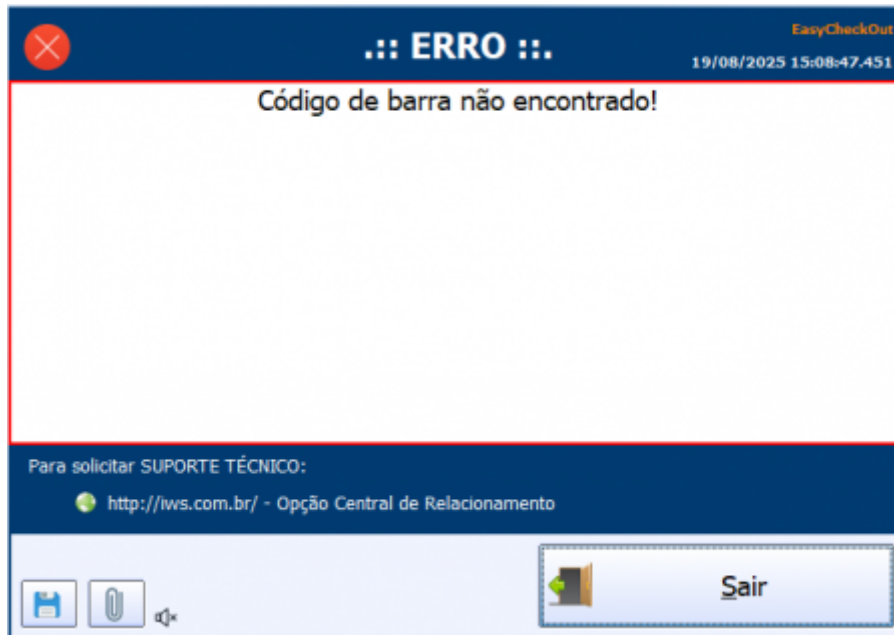 EasyCheckOut
.:: ERRO ::.
19/08/2025 15:08:47.451
Código de barra não encontrado!
Para solicitar SUPORTE TÉCNICO:
http://iws.com.br/ - Opção Central de Relacionamento
Sair